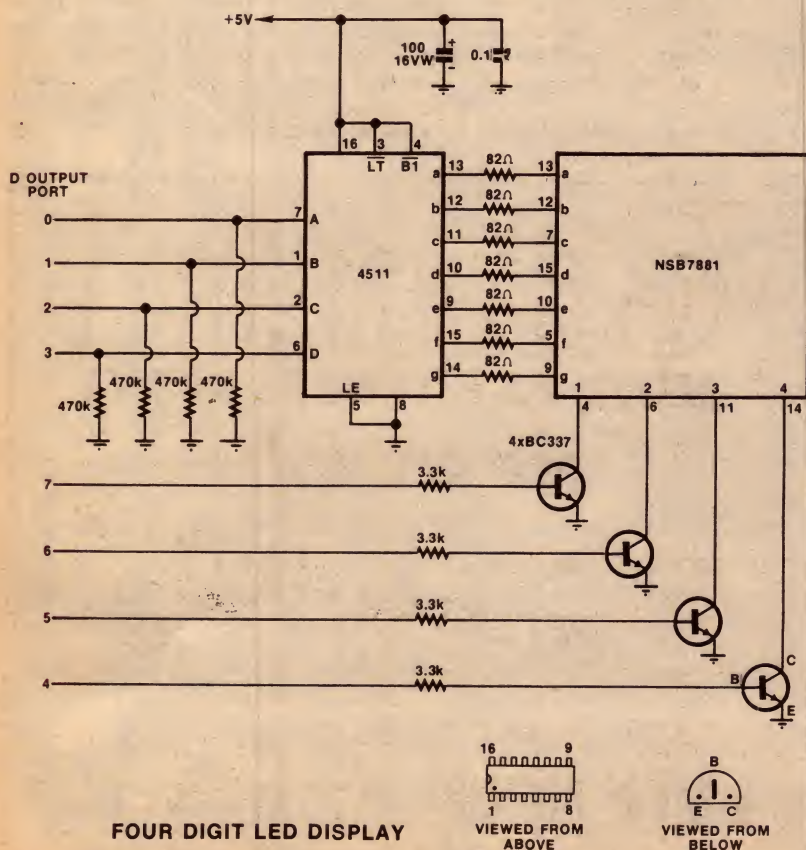 +5V
100
16VW
+
-
0.1
16 3 4
LT B1
D OUTPUT
PORT
0
7 A
a 13 82Ω 13 a
b 12 82Ω 12 b
1
1 B
c 11 82Ω 7 c
4511
NSB7881
2
2 C
d 10 82Ω 15 d
e 9 82Ω 10 e
3
6 D
f 15 82Ω 5 f
g 14 82Ω 9 g
470k 470k 470k 470k
LE
5 8
1 2 3 4
4 6 11 14
4xBC337
7 3.3k
6 3.3k
5 3.3k
4 3.3k
B C E
16 9
1 8
VIEWED FROM
ABOVE
B
E C
VIEWED FROM
BELOW
FOUR DIGIT LED DISPLAY